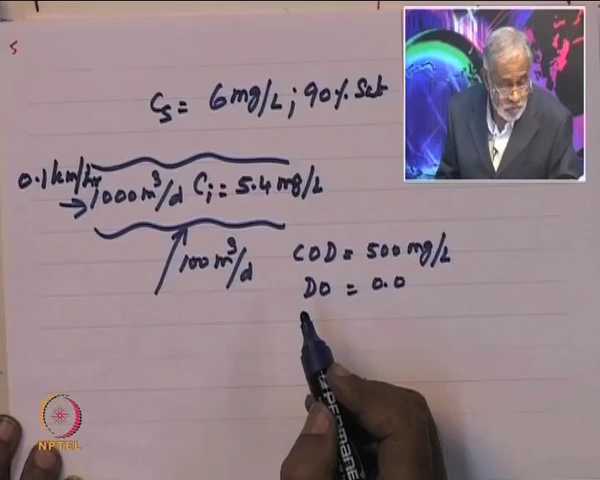 5
Cs = 6 mg/L ; 90% Sat
0.1 km/hr
1000 m³/d Ci = 5.4 mg/L
100 m³/d
COD = 500 mg/L
DO = 0.0
NPTEL